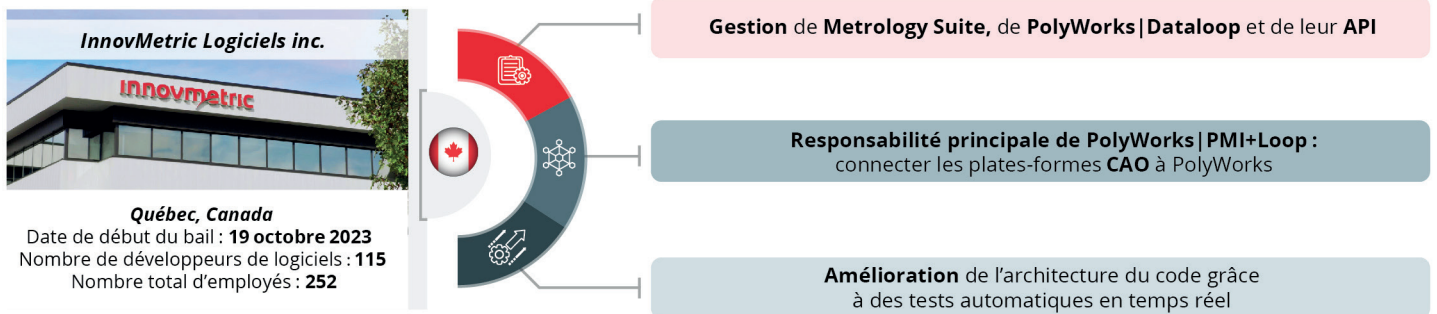 InnovMetric Logiciels inc.
innovmetric
Québec, Canada
Date de début du bail : 19 octobre 2023
Nombre de développeurs de logiciels : 115
Nombre total d’employés : 252
Gestion de Metrology Suite, de PolyWorks|Dataloop et de leur API
Responsabilité principale de PolyWorks|PMI+Loop :
connecter les plates-formes CAO à PolyWorks
Amélioration de l’architecture du code grâce
à des tests automatiques en temps réel